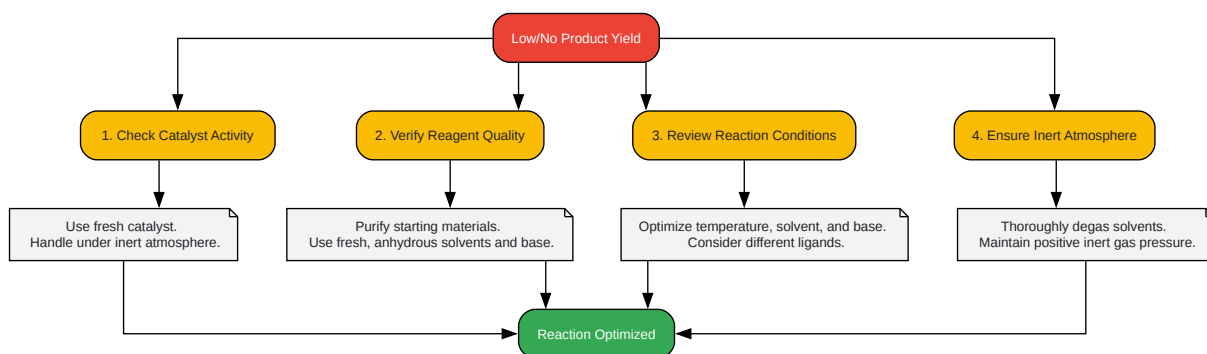 Low/No Product Yield
1. Check Catalyst Activity
2. Verify Reagent Quality
3. Review Reaction Conditions
4. Ensure Inert Atmosphere
Use fresh catalyst.
Handle under inert atmosphere.
Purify starting materials.
Use fresh, anhydrous solvents and base.
Optimize temperature, solvent, and base.
Consider different ligands.
Thoroughly degas solvents.
Maintain positive inert gas pressure.
Reaction Optimized